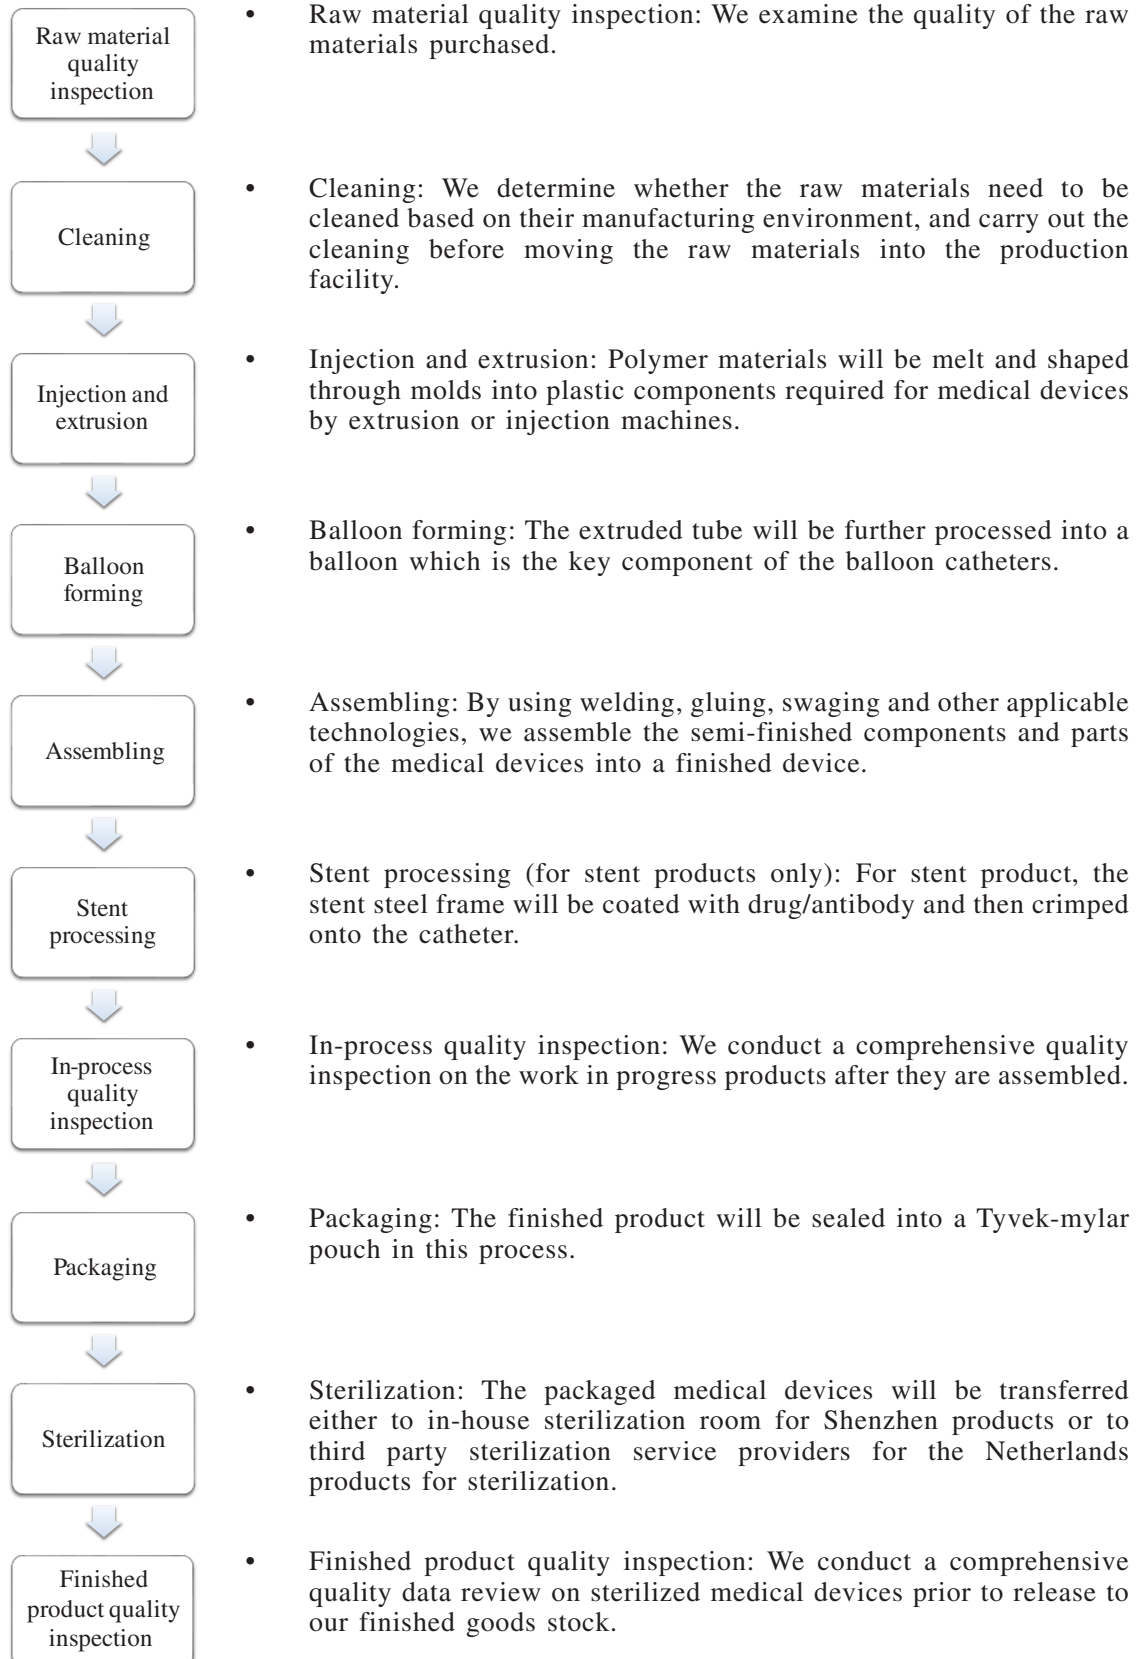 Raw material
quality
inspection
• Raw material quality inspection: We examine the quality of the raw
materials purchased.
Cleaning
• Cleaning: We determine whether the raw materials need to be
cleaned based on their manufacturing environment, and carry out the
cleaning before moving the raw materials into the production
facility.
Injection and
extrusion
• Injection and extrusion: Polymer materials will be melt and shaped
through molds into plastic components required for medical devices
by extrusion or injection machines.
Balloon
forming
• Balloon forming: The extruded tube will be further processed into a
balloon which is the key component of the balloon catheters.
Assembling
• Assembling: By using welding, gluing, swaging and other applicable
technologies, we assemble the semi-finished components and parts
of the medical devices into a finished device.
Stent
processing
• Stent processing (for stent products only): For stent product, the
stent steel frame will be coated with drug/antibody and then crimped
onto the catheter.
In-process
quality
inspection
• In-process quality inspection: We conduct a comprehensive quality
inspection on the work in progress products after they are assembled.
Packaging
• Packaging: The finished product will be sealed into a Tyvek-mylar
pouch in this process.
Sterilization
• Sterilization: The packaged medical devices will be transferred
either to in-house sterilization room for Shenzhen products or to
third party sterilization service providers for the Netherlands
products for sterilization.
Finished
product quality
inspection
• Finished product quality inspection: We conduct a comprehensive
quality data review on sterilized medical devices prior to release to
our finished goods stock.